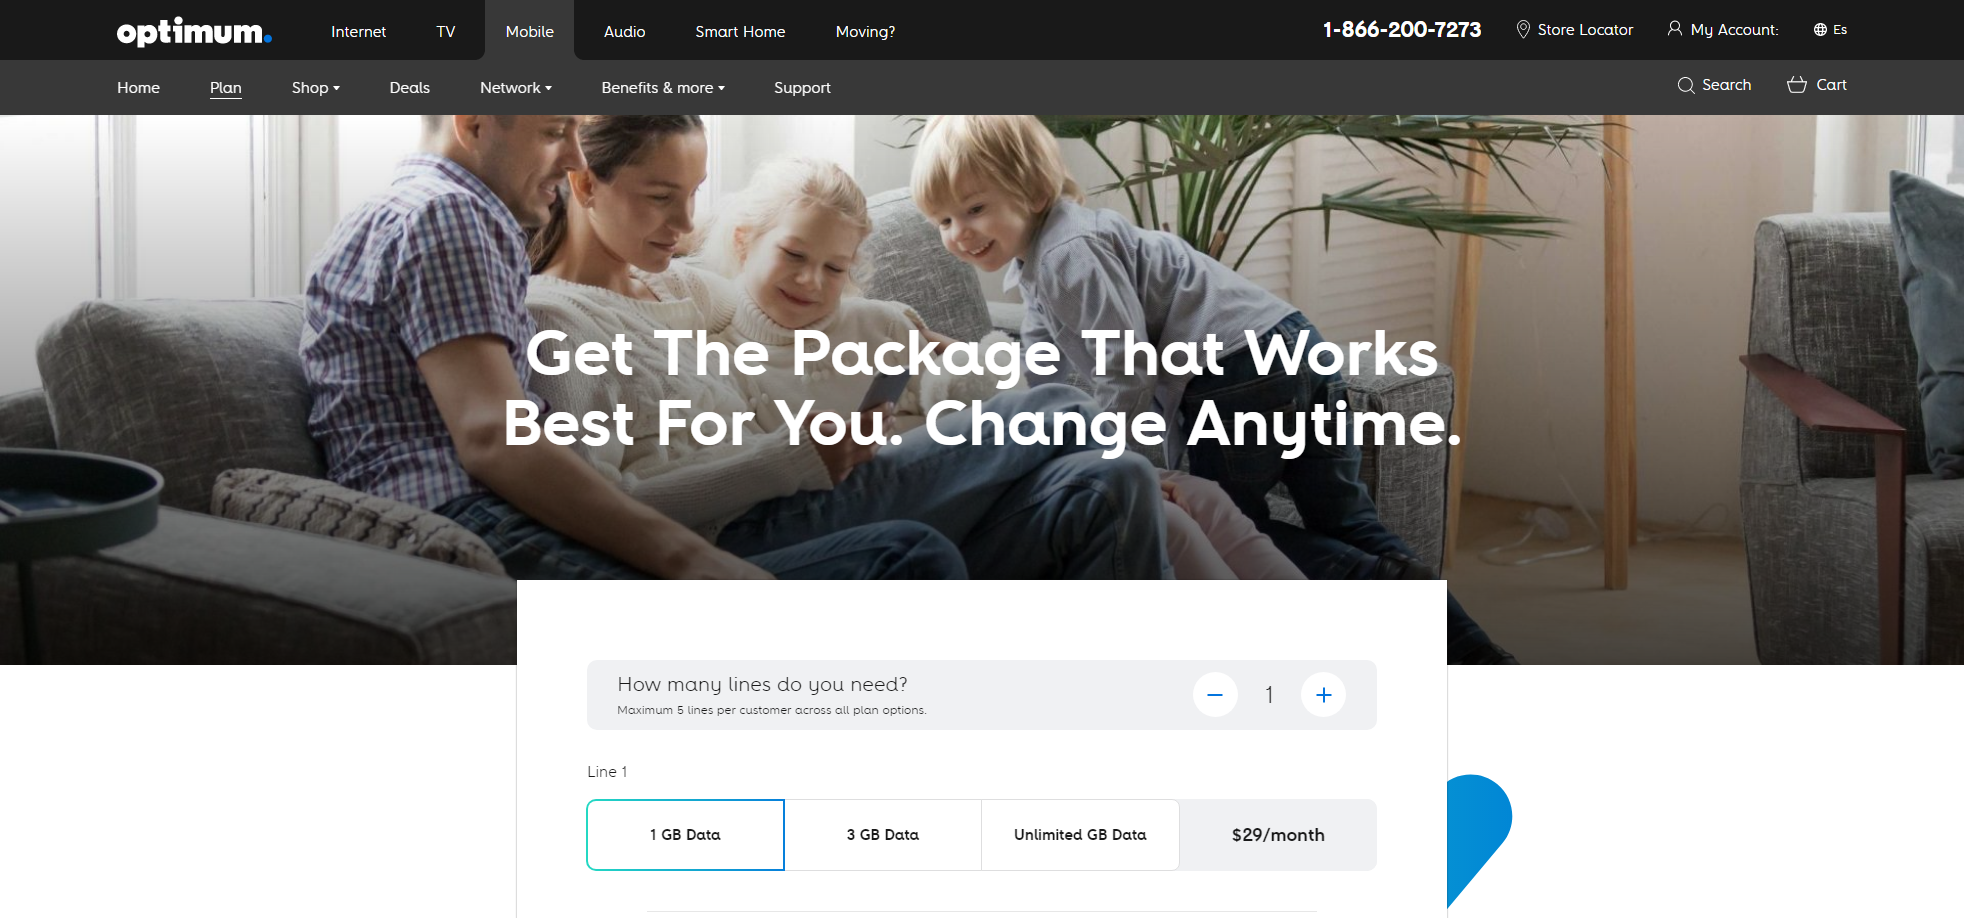 optimum.
Internet
TV
Mobile
Audio
Smart Home
Moving?
1-866-200-7273
Store Locator
My Account:
Es
Home
Plan
Shop
Deals
Network
Benefits & more
Support
Search
Cart
Get The Package That Works
Best For You. Change Anytime.
How many lines do you need?
Maximum 5 lines per customer across all plan options.
1
Line 1
1 GB Data
3 GB Data
Unlimited GB Data
$29/month